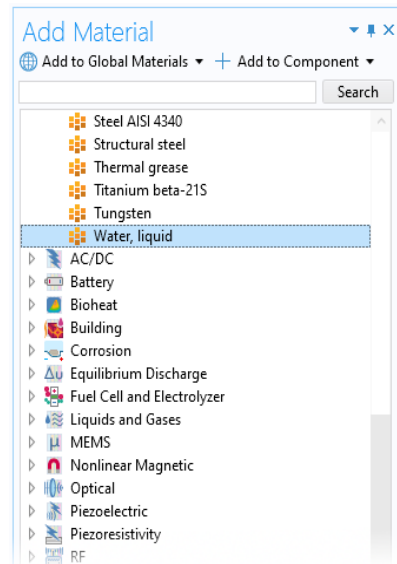 Add Material
Add to Global Materials Add to Component
Search
Steel AISI 4340
Structural steel
Thermal grease
Titanium beta-21S
Tungsten
Water, liquid
AC/DC
Battery
Bioheat
Building
Corrosion
Δu Equilibrium Discharge
Fuel Cell and Electrolyzer
Liquids and Gases
μ MEMS
Nonlinear Magnetic
Optical
Piezoelectric
Piezoresistivity
RF